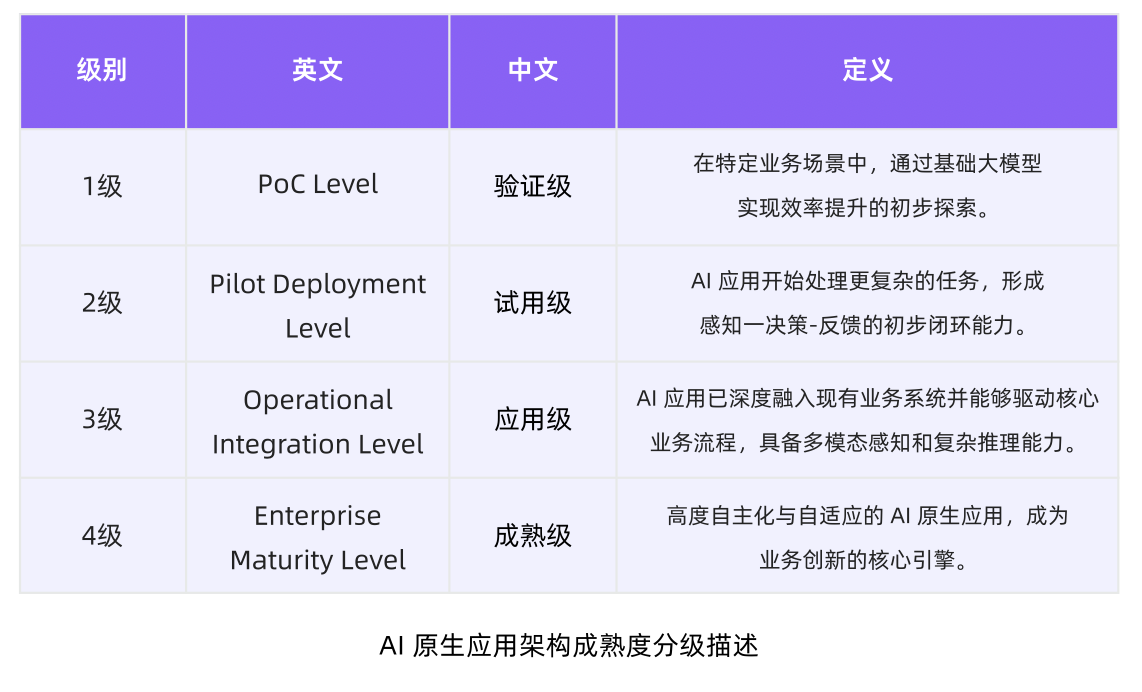 级别 英文 中文 定义
1级 PoC Level 验证级 在特定业务场景中，通过基础大模型
实现效率提升的初步探索。
2级 Pilot Deployment
Level 试用级 AI 应用开始处理更复杂的任务，形成
感知一决策-反馈的初步闭环能力。
3级 Operational
Integration Level 应用级 AI 应用已深度融入现有业务系统并能够驱动核心
业务流程，具备多模态感知和复杂推理能力。
4级 Enterprise
Maturity Level 成熟级 高度自主化与自适应的 AI 原生应用，成为
业务创新的核心引擎。
AI 原生应用架构成熟度分级描述